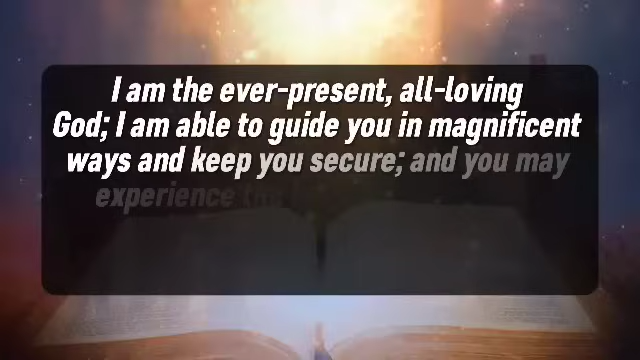 I am the ever-present, all-loving
God; I am able to guide you in magnificent
ways and keep you secure; and you may
experience the